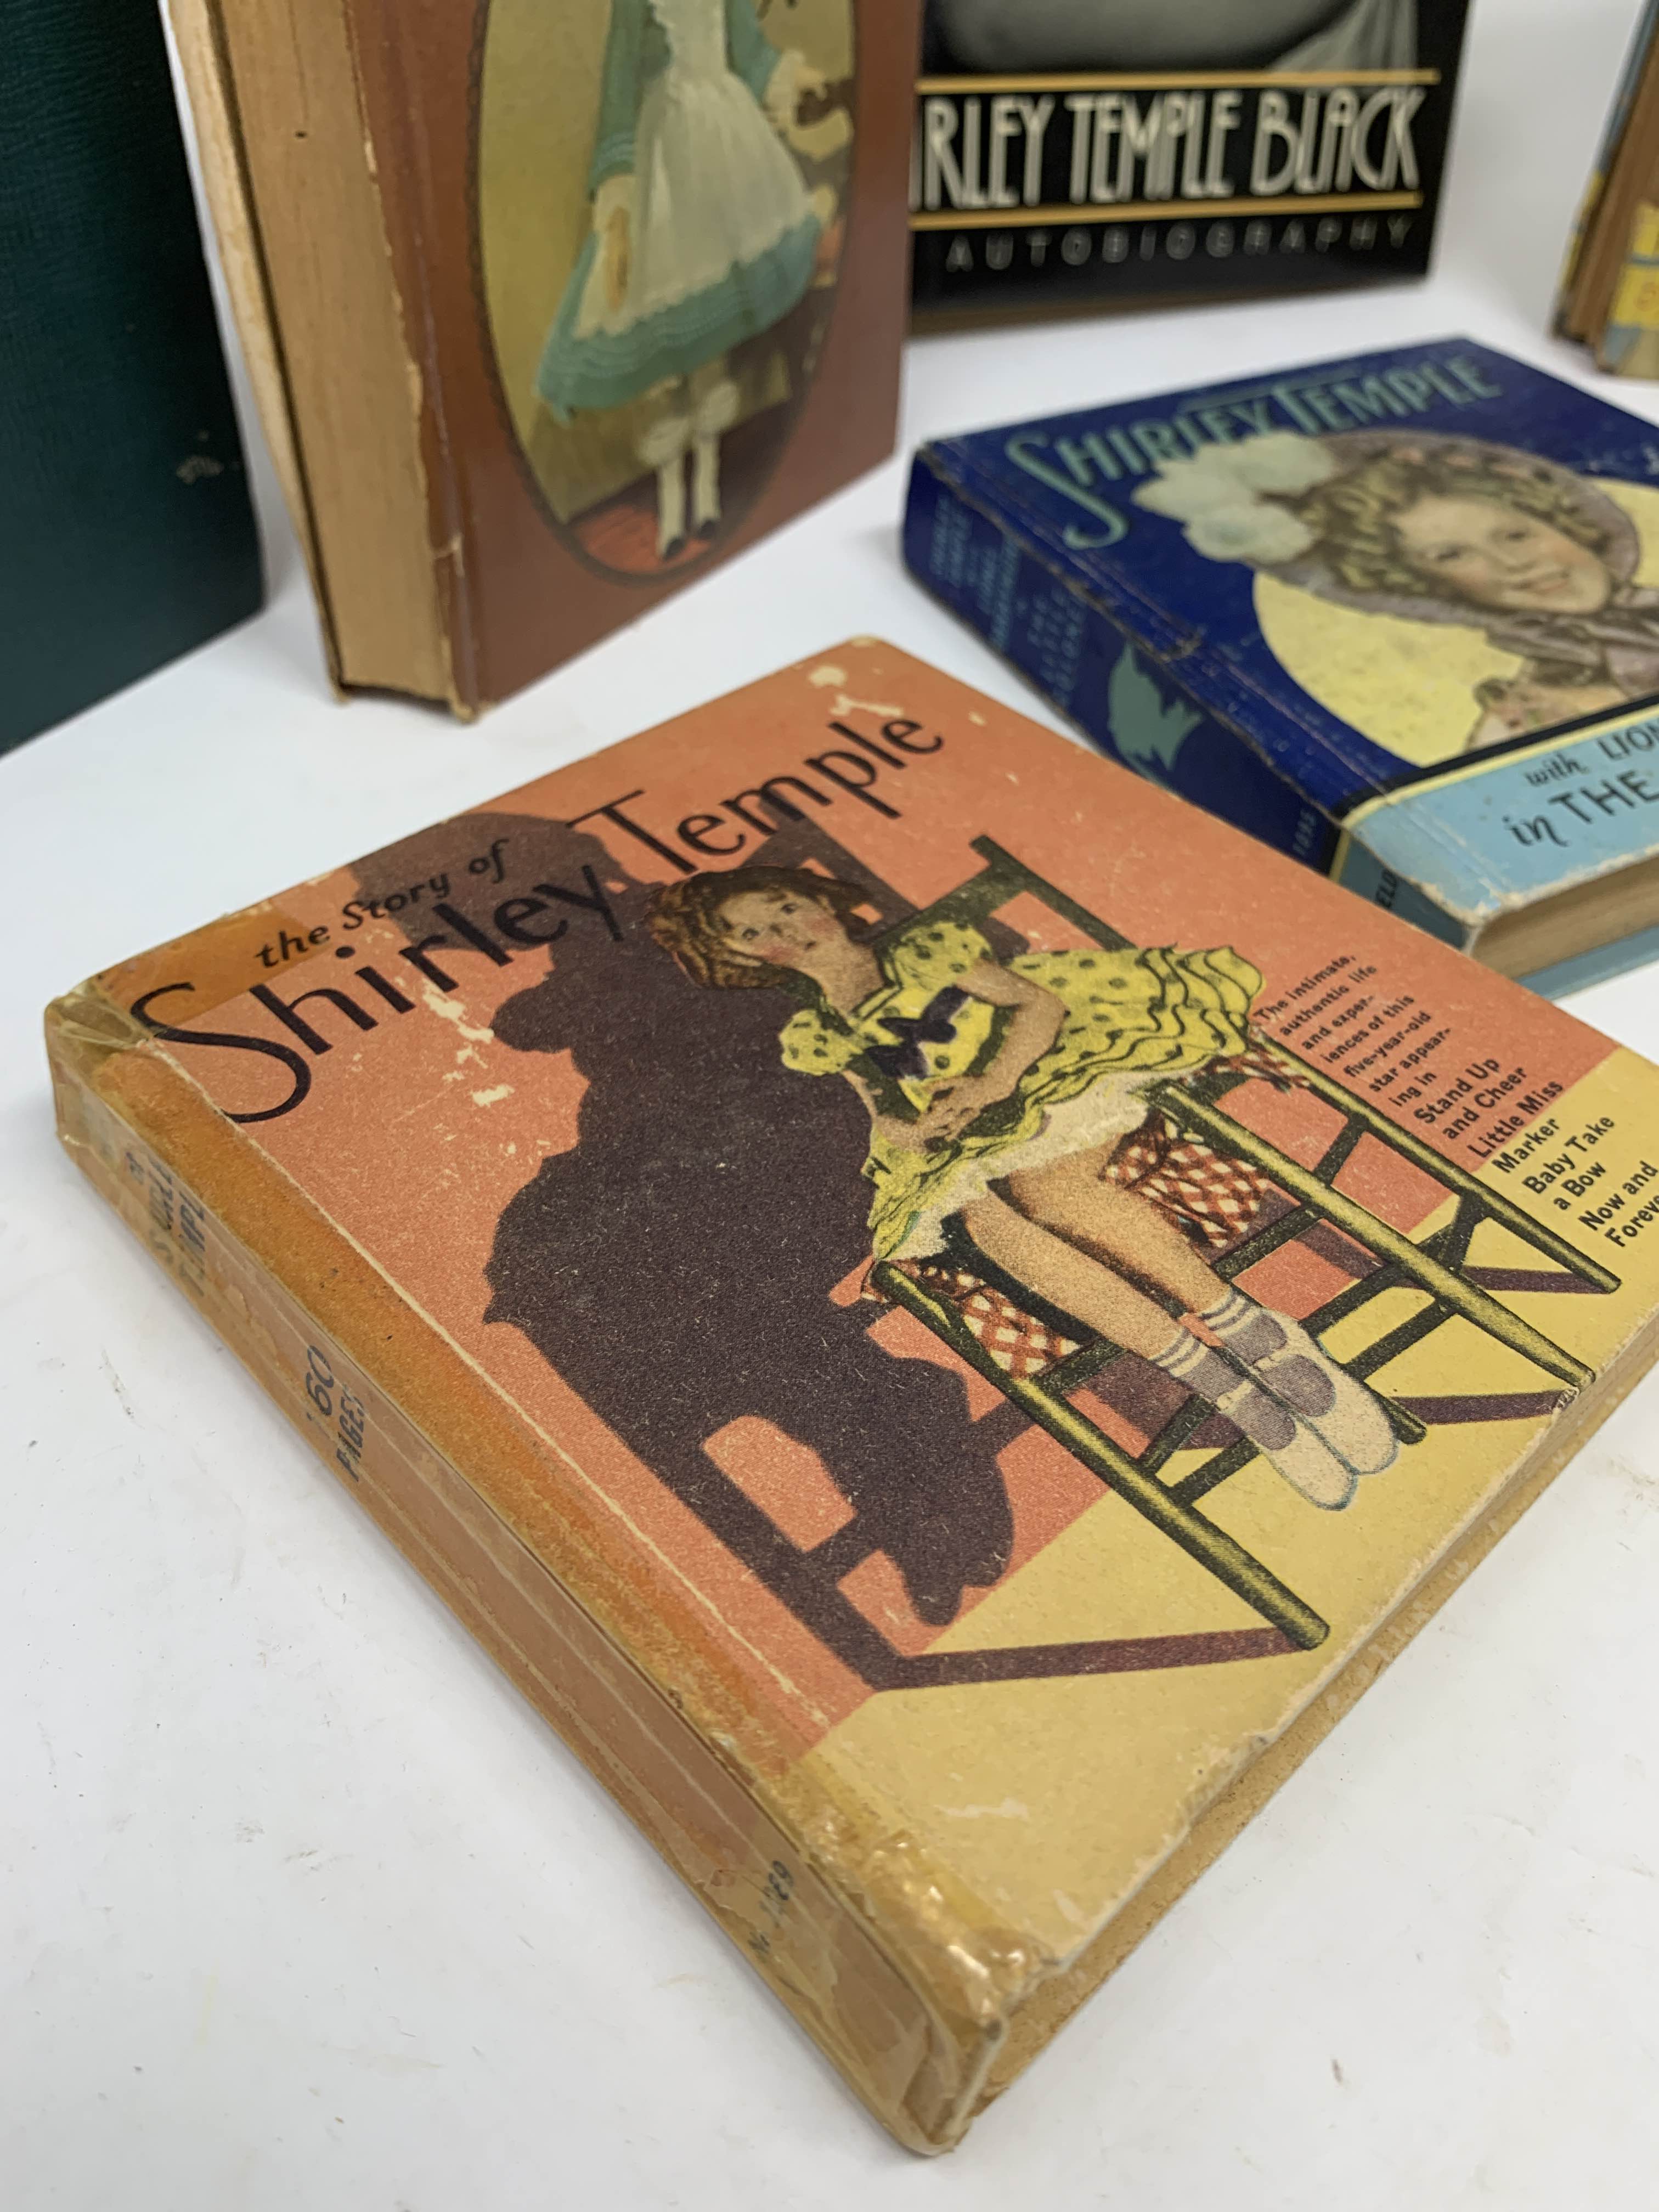 RLEY TEMPLE BLACK
AUTOBIOGRAPHY
SHIRLEY TEMPLE
with
in THE
the Story of
Shirley Temple
The intimate,
authentic life
and exper-
iences of this
five-year-old
star appear-
ing in
Stand Up
and Cheer
Little Miss
Marker
Baby Take
a Bow
Now and
160
PAGES